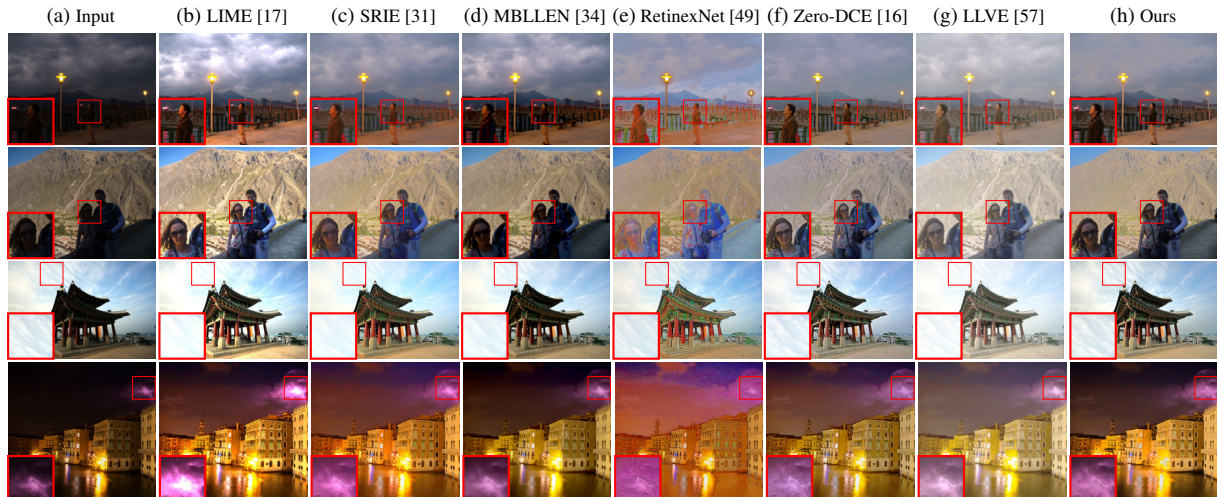 (a) Input (b) LIME [17] (c) SRIE [31] (d) MBLLEN [34] (e) RetinexNet [49] (f) Zero-DCE [16] (g) LLVE [57] (h) Ours